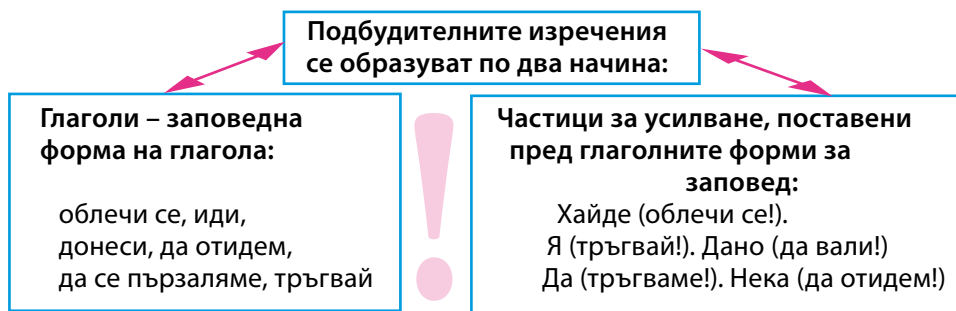 Подбудителните изречения
се образуват по два начина:
Глаголи – заповедна
форма на глагола:
облечи се, иди,
донеси, да отидем,
да се пързаляме, тръгвай
!
Частици за усилване, поставени
пред глаголните форми за
заповед:
Хайде (облечи се!).
Я (тръгвай!). Дано (да вали!)
Да (тръгваме!). Нека (да отидем!)